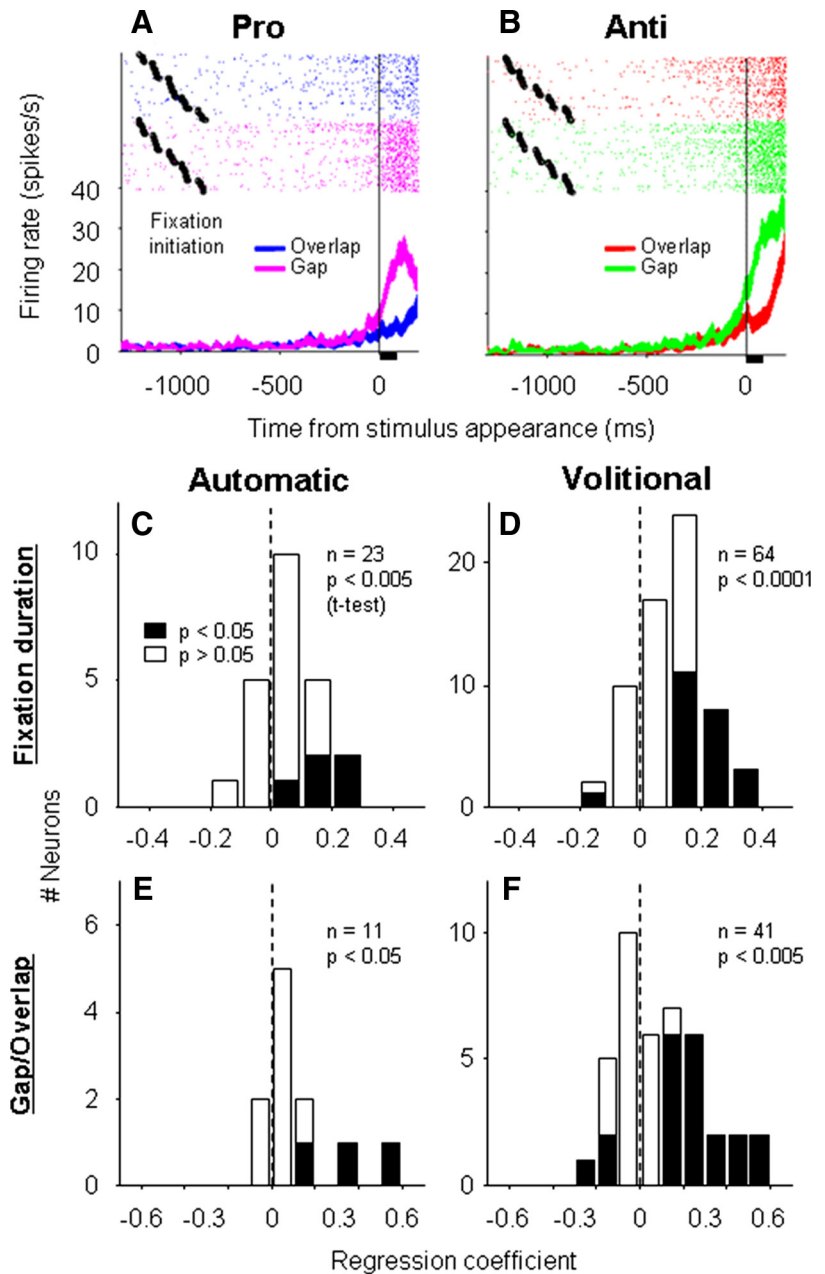 A
Pro
B
Anti
Firing rate (spikes/s)
40
30
20
10
0
Fixation
initiation
Overlap
Gap
Overlap
Gap
-1000
-500
0
-1000
-500
0
Time from stimulus appearance (ms)
Automatic
Volitional
Fixation duration
# Neurons
C
n = 23
p < 0.005
(t-test)
p < 0.05
p > 0.05
10
5
0
-0.4
-0.2
0
0.2
0.4
D
n = 64
p < 0.0001
20
10
0
-0.4
-0.2
0
0.2
0.4
Gap/Overlap
E
n = 11
p < 0.05
6
4
2
0
-0.6
-0.3
0
0.3
0.6
F
n = 41
p < 0.005
10
5
0
-0.6
-0.3
0
0.3
0.6
Regression coefficient